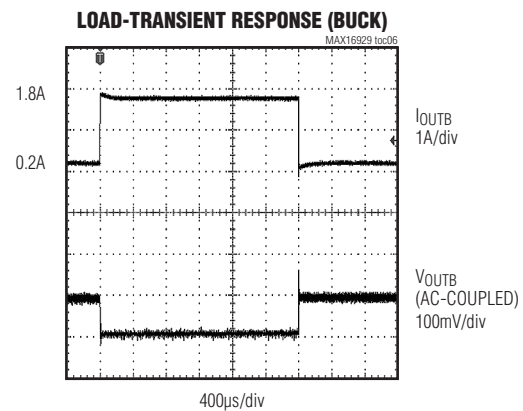 LOAD-TRANSIENT RESPONSE (BUCK)
MAX16929 toc06
1.8A
0.2A
IOUTB
1A/div
VOUTB
(AC-COUPLED)
100mV/div
400µs/div